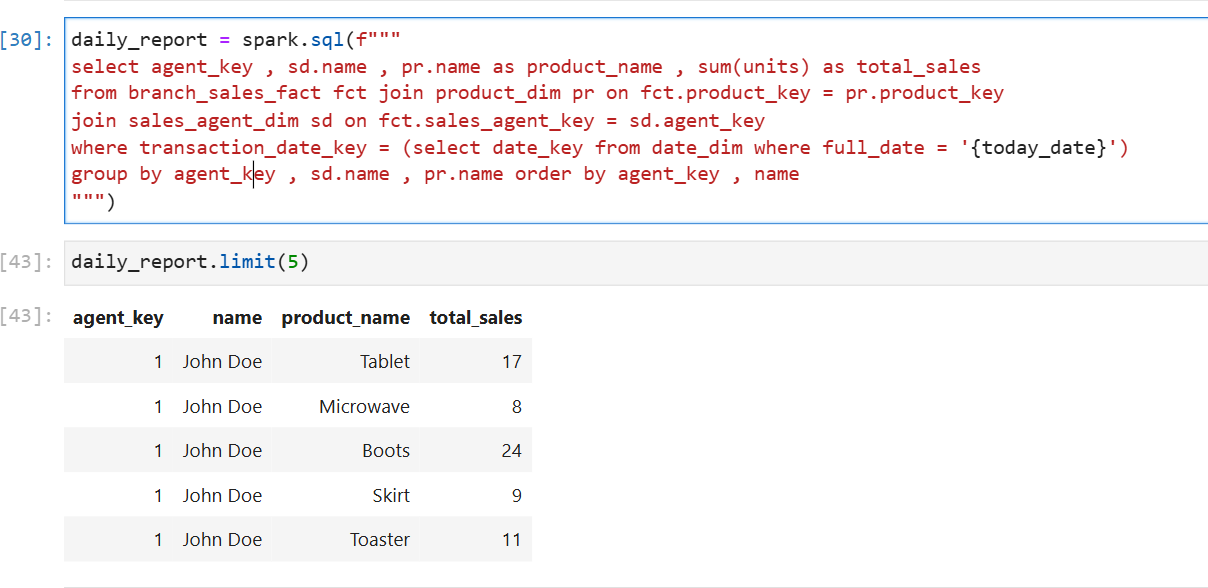 [30]: daily_report = spark.sql(f"""
select agent_key , sd.name , pr.name as product_name , sum(units) as total_sales
from branch_sales_fact fct join product_dim pr on fct.product_key = pr.product_key
join sales_agent_dim sd on fct.sales_agent_key = sd.agent_key
where transaction_date_key = (select date_key from date_dim where full_date = '{today_date}')
group by agent_key , sd.name , pr.name order by agent_key , name
""")
[43]: daily_report.limit(5)
[43]: agent_key name product_name total_sales
1 John Doe Tablet 17
1 John Doe Microwave 8
1 John Doe Boots 24
1 John Doe Skirt 9
1 John Doe Toaster 11